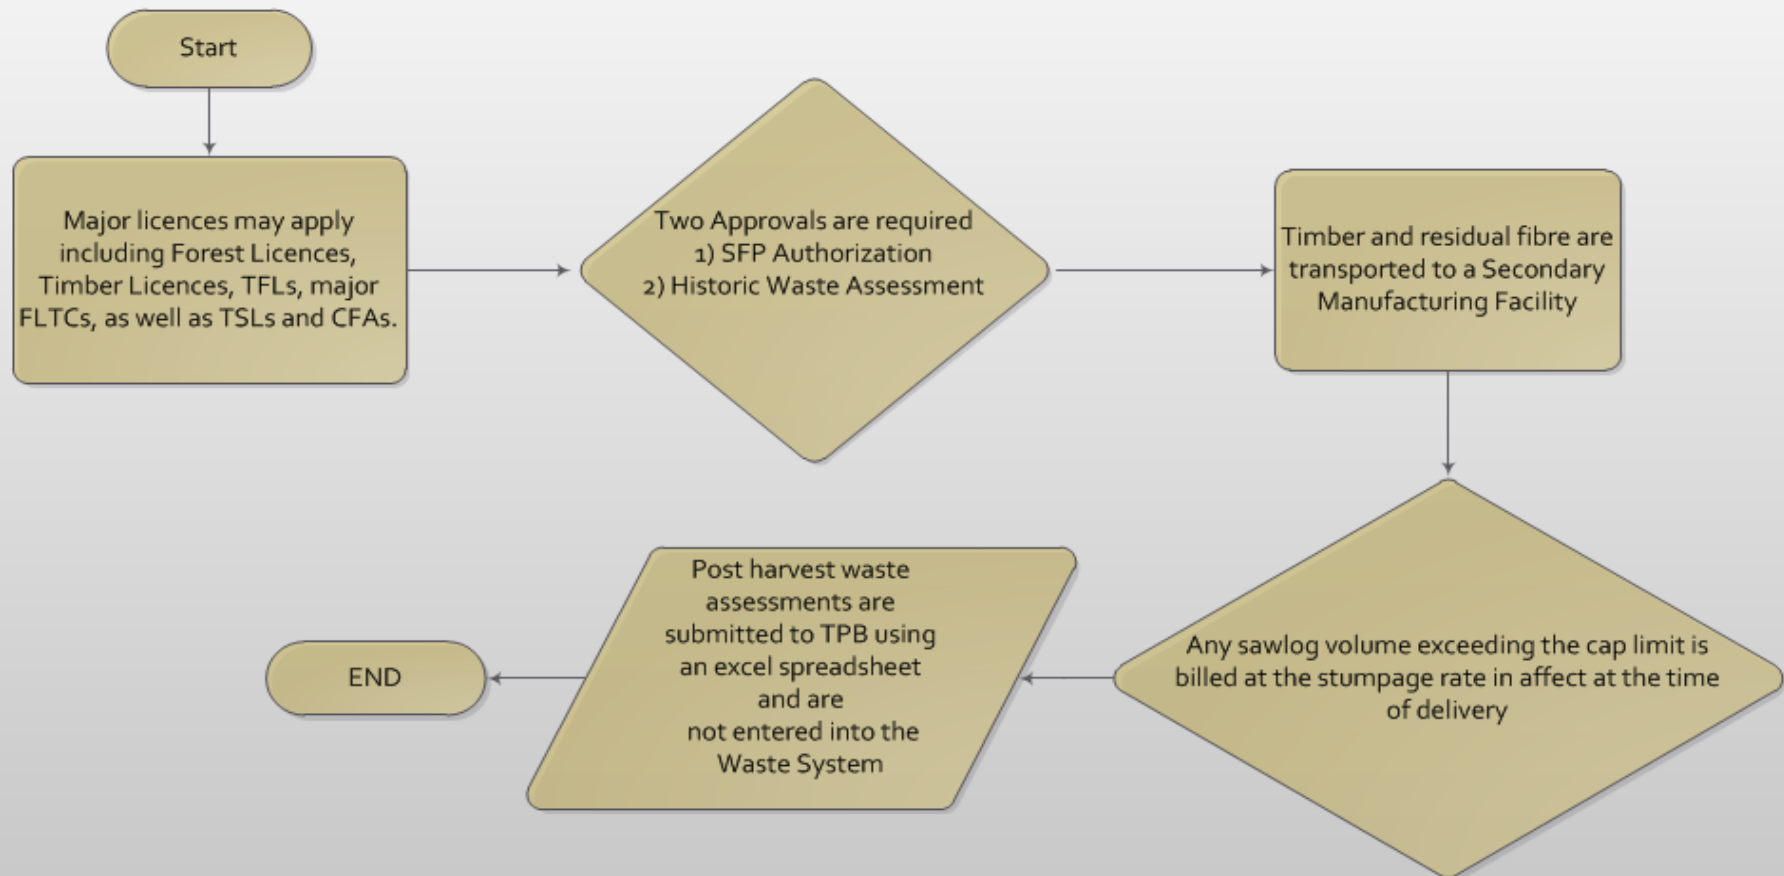 Start
Major licences may apply
including Forest Licences,
Timber Licences, TFLs, major
FLTCs, as well as TSLs and CFAs.
Two Approvals are required
1) SFP Authorization
2) Historic Waste Assessment
Timber and residual fibre are
transported to a Secondary
Manufacturing Facility
Any sawlog volume exceeding the cap limit is
billed at the stumpage rate in affect at the time
of delivery
Post harvest waste
assessments are
submitted to TPB using
an excel spreadsheet
and are
not entered into the
Waste System
END